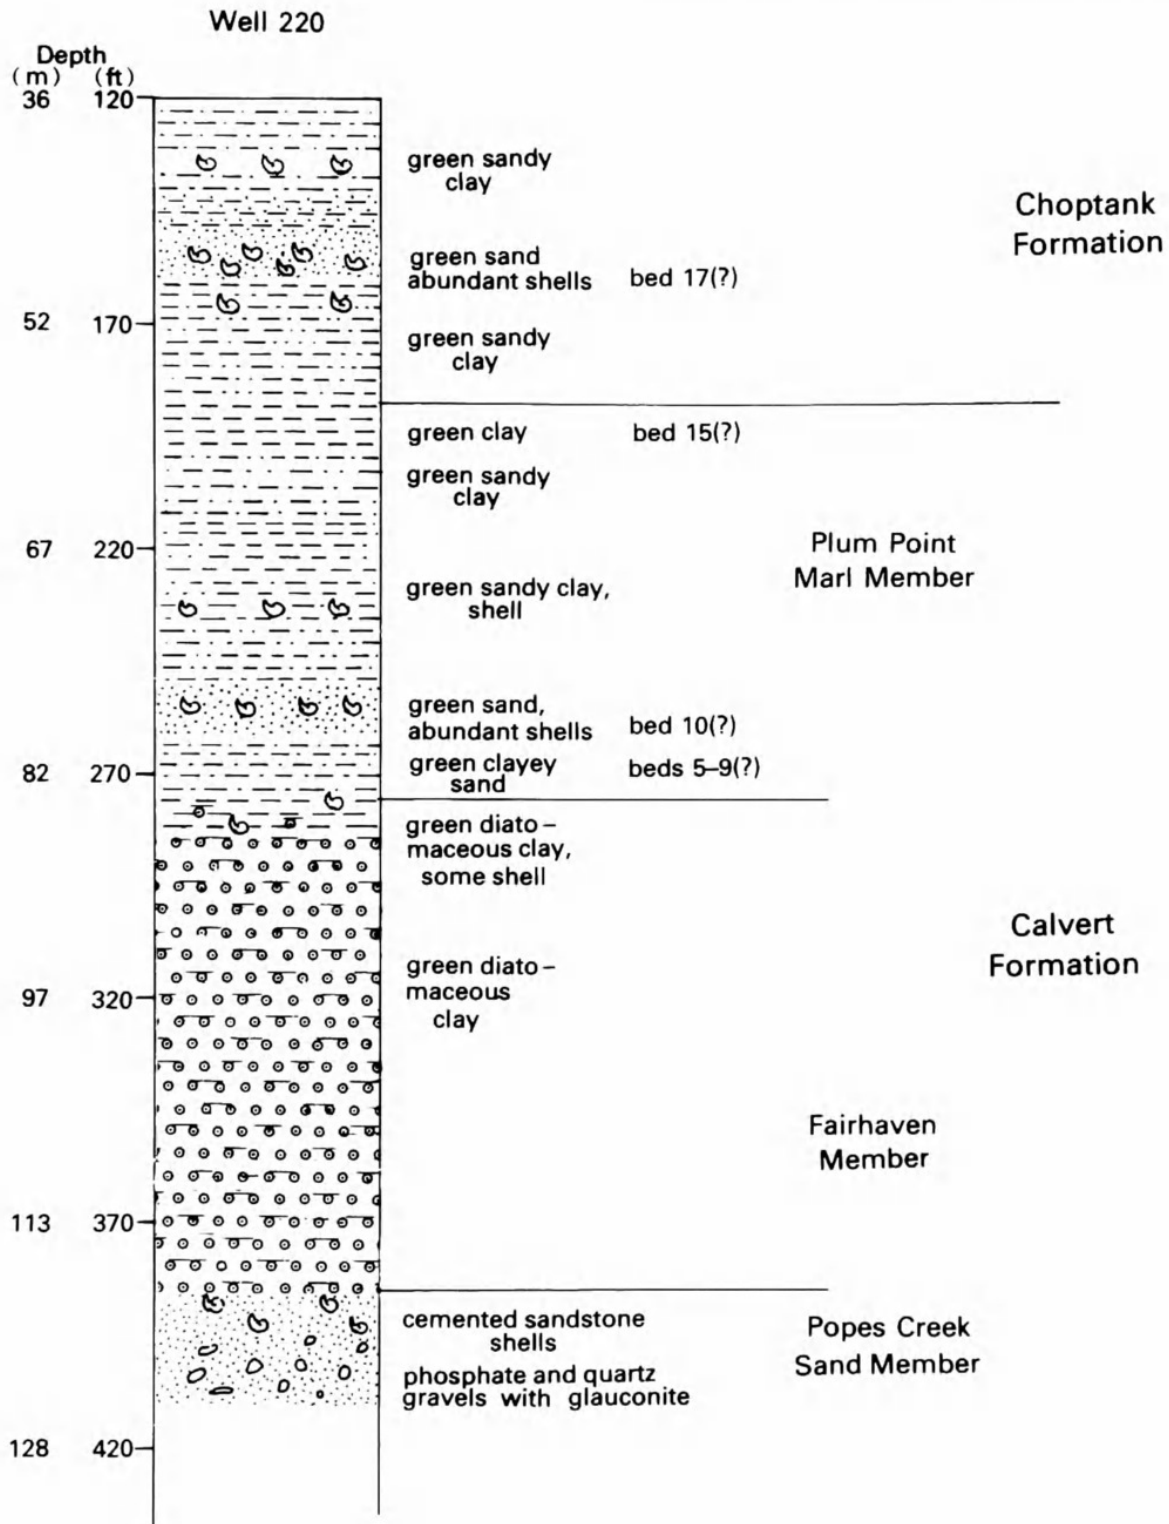 Well 220
Depth
(m) (ft)
36 120
green sandy
clay
Choptank
Formation
green sand
abundant shells bed 17(?)
52 170
green sandy
clay
green clay bed 15(?)
green sandy
clay
67 220
Plum Point
Marl Member
green sandy clay,
shell
green sand,
abundant shells bed 10(?)
82 270
green clayey
sand beds 5–9(?)
green diato–
maceous clay,
some shell
Calvert
Formation
green diato–
maceous
clay
97 320
Fairhaven
Member
113 370
cemented sandstone
shells
Popes Creek
Sand Member
phosphate and quartz
gravels with glauconite
128 420